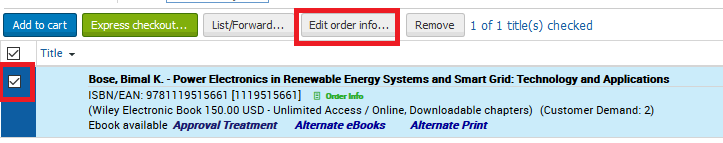 Add to cart Express checkout... List/Forward... Edit order info... Remove 1 of 1 title(s) checked
Title
Bose, Bimal K. - Power Electronics in Renewable Energy Systems and Smart Grid: Technology and Applications
ISBN/EAN: 9781119515661 [1119515661] Order Info
(Wiley Electronic Book 150.00 USD - Unlimited Access / Online, Downloadable chapters) (Customer Demand: 2)
Ebook available Approval Treatment Alternate eBooks Alternate Print